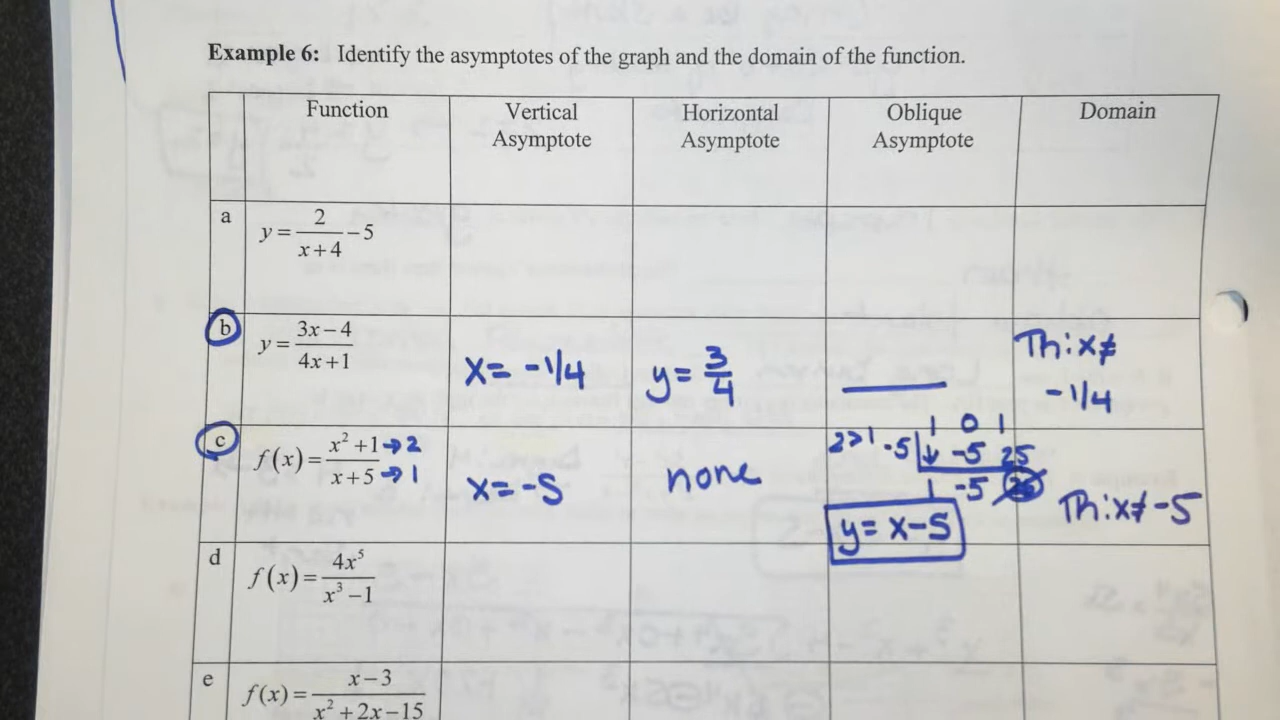 Example 6: Identify the asymptotes of the graph and the domain of the function.
Function Vertical Asymptote Horizontal Asymptote Oblique Asymptote Domain
a y = 2/(x+4) − 5
b y = (3x − 4)/(4x + 1) x = -1/4 y = 3/4 — Th: x ≠ -1/4
c f(x) = (x² + 1)/(x + 5) → 2 → 1 x = -5 none
2>1 -5 | 1 0 1
↓ -5 25
1 -5 26
y = x-5
Th: x ≠ -5
d f(x) = 4x⁵/(x³ − 1)
e f(x) = (x − 3)/(x² + 2x − 15)